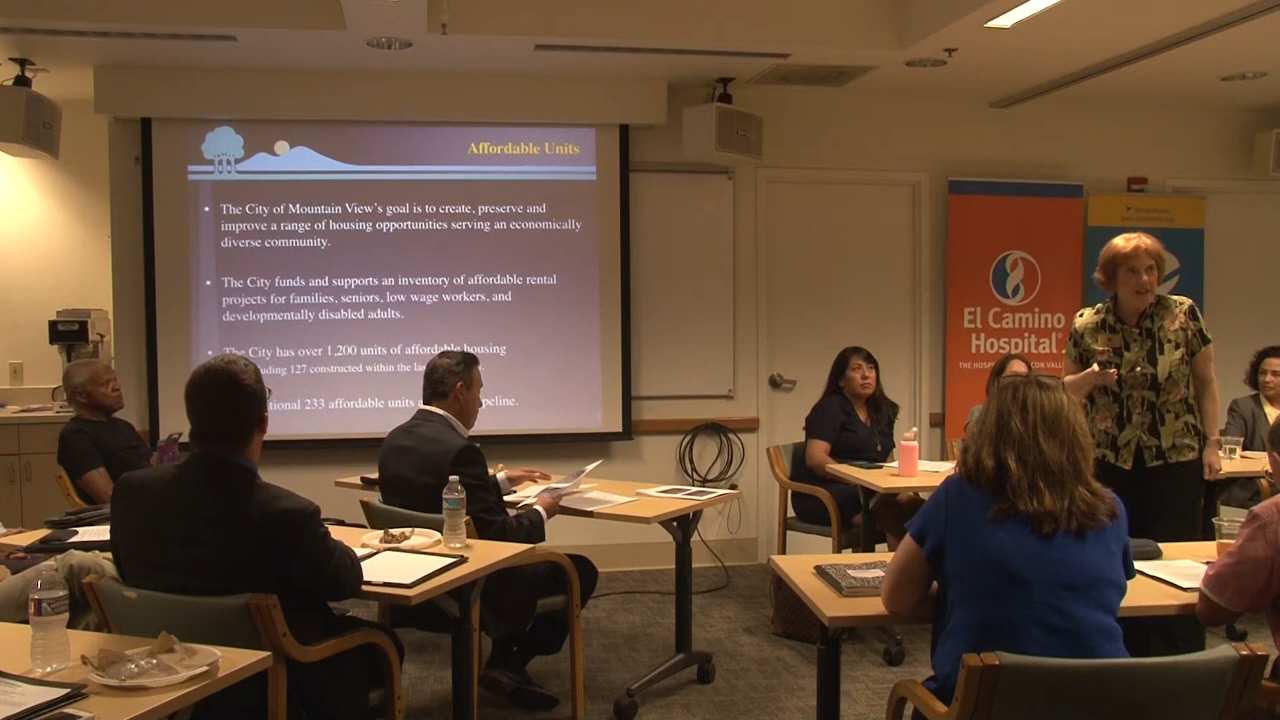 Affordable Units
• The City of Mountain View's goal is to create, preserve and
improve a range of housing opportunities serving an economically
diverse community.
• The City funds and supports an inventory of affordable rental
projects for families, seniors, low wage workers, and
developmentally disabled adults.
• The City has over 1,200 units of affordable housing
127 constructed within the
233 affordable units
El Camino
Hospital
THE